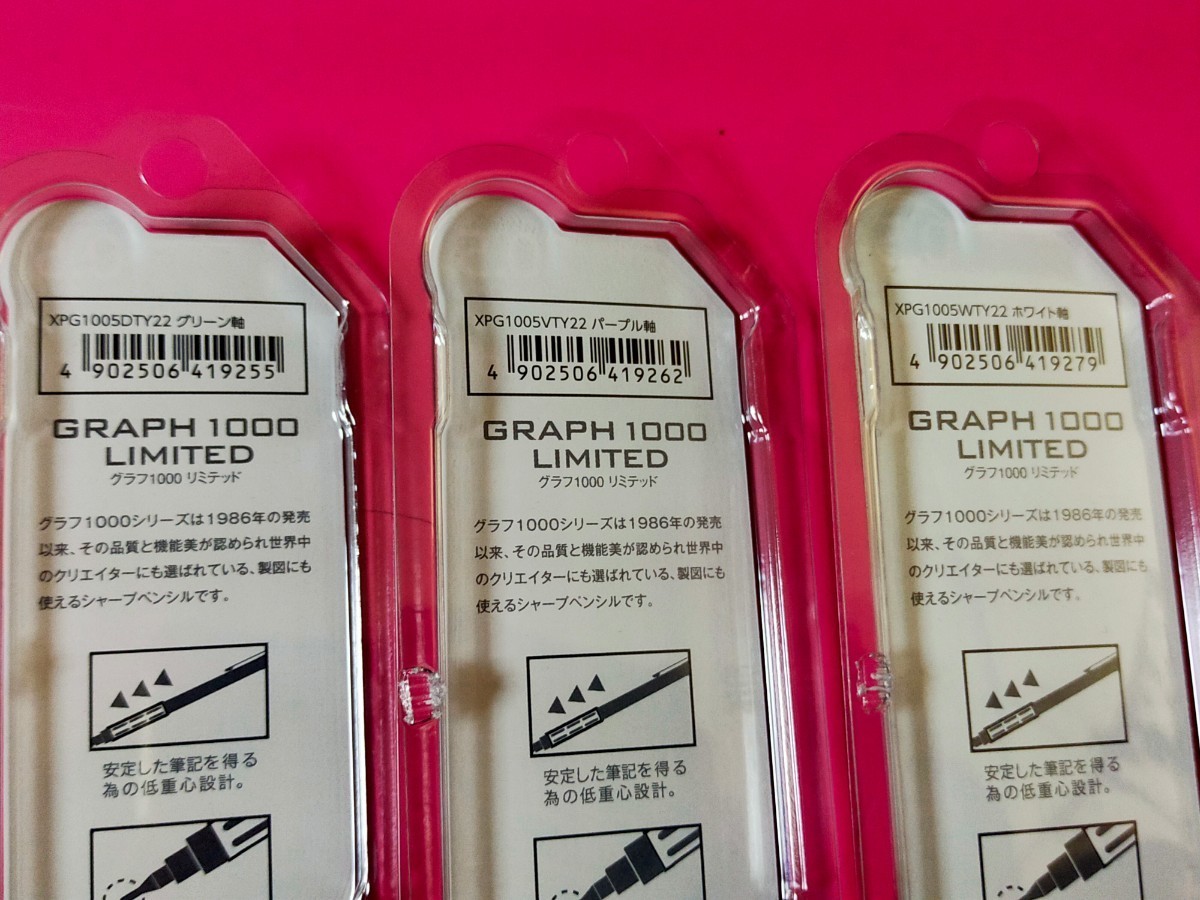 XPG1005DTY22 グリーン軸
4 902506 419255
GRAPH 1000
LIMITED
グラフ1000 リミテッド
グラフ1000シリーズは1986年の発売
以来、その品質と機能美が認められ世界中
のクリエイターにも選ばれている、製図にも
使えるシャープペンシルです。
安定した筆記を得る
為の低重心設計。
XPG1005VTY22 パープル軸
4 902506 419262
GRAPH 1000
LIMITED
グラフ1000 リミテッド
グラフ1000シリーズは1986年の発売
以来、その品質と機能美が認められ世界中
のクリエイターにも選ばれている、製図にも
使えるシャープペンシルです。
安定した筆記を得る
為の低重心設計。
XPG1005WTY22 ホワイト軸
4 902506 419279
GRAPH 1000
LIMITED
グラフ1000 リミテッド
グラフ1000シリーズは1986年の発売
以来、その品質と機能美が認められ世界中
のクリエイターにも選ばれている、製図にも
使えるシャープペンシルです。
安定した筆記を得る
為の低重心設計。